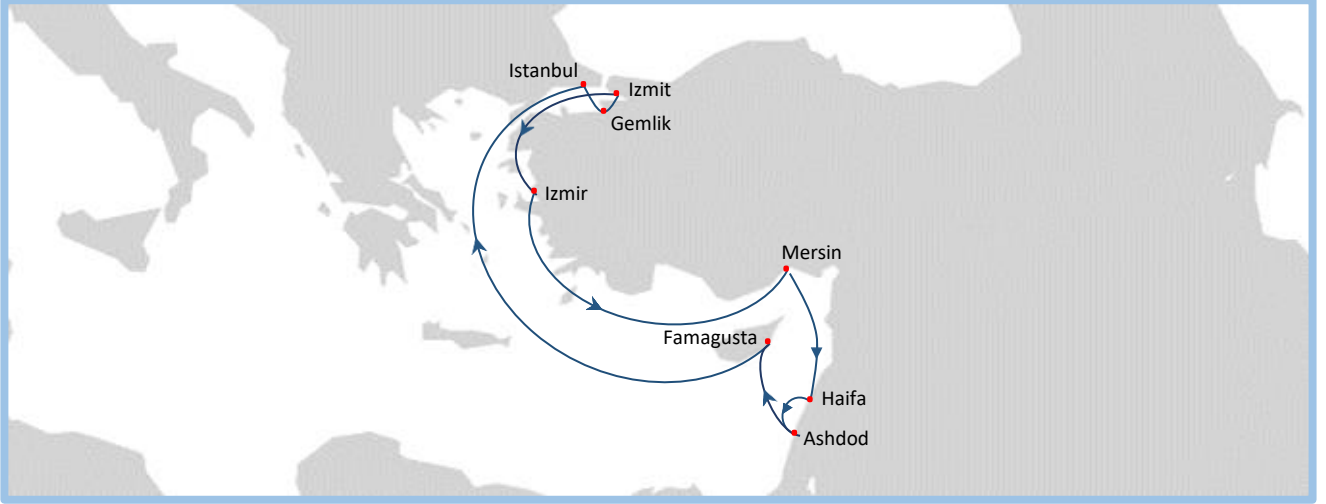 Istanbul
Izmit
Gemlik
Izmir
Mersin
Famagusta
Haifa
Ashdod